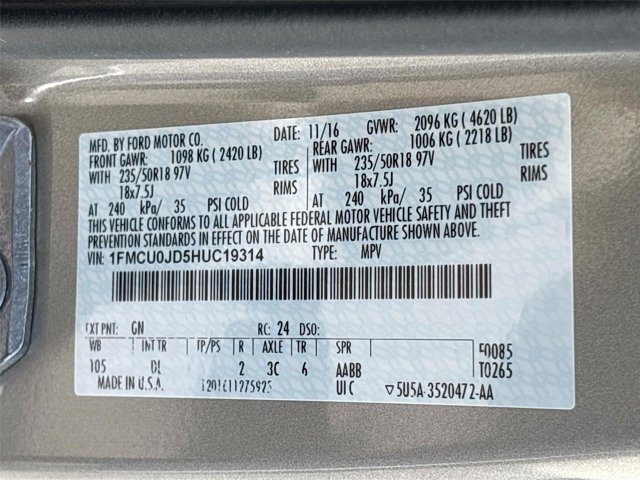 MFD. BY FORD MOTOR CO. DATE: 11/16 GVWR: 2096 KG ( 4620 LB)
FRONT GAWR: 1098 KG ( 2420 LB) REAR GAWR: 1006 KG ( 2218 LB)
WITH 235/50R18 97V TIRES WITH 235/50R18 97V TIRES
18x7.5J RIMS 18x7.5J RIMS
AT 240 kPa/ 35 PSI COLD AT 240 kPa/ 35 PSI COLD
THIS VEHICLE CONFORMS TO ALL APPLICABLE FEDERAL MOTOR VEHICLE SAFETY AND THEFT
PREVENTION STANDARDS IN EFFECT ON THE DATE OF MANUFACTURE SHOWN ABOVE.
VIN: 1FMCU0JD5HUC19314 TYPE: MPV
EXT PNT: GN RC: 24 DSO:
WB INT TR TP/PS R AXLE TR SPR
105 DL 2 3C 6 AABB
UIC
MADE IN U.S.A.
T0265
▽5U5A-3520472-AA